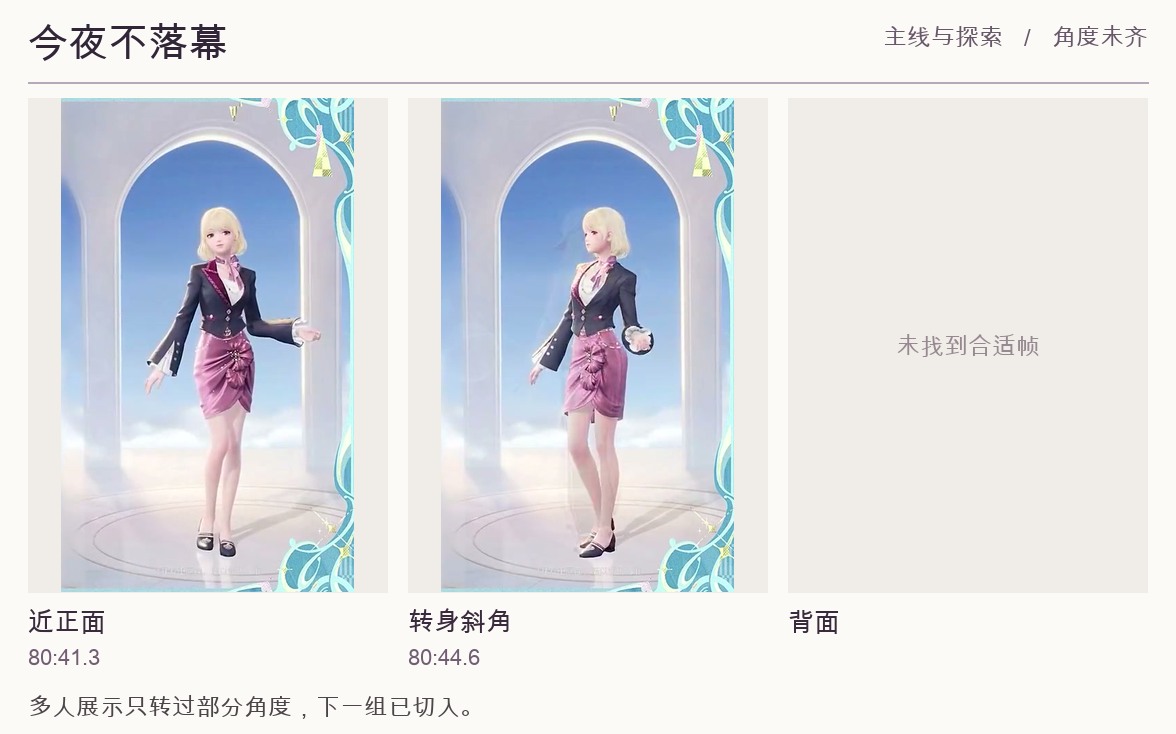 今夜不落幕
主线与探索 / 角度未齐
未找到合适帧
近正面
80:41.3
转身斜角
80:44.6
背面
多人展示只转过部分角度，下一组已切入。